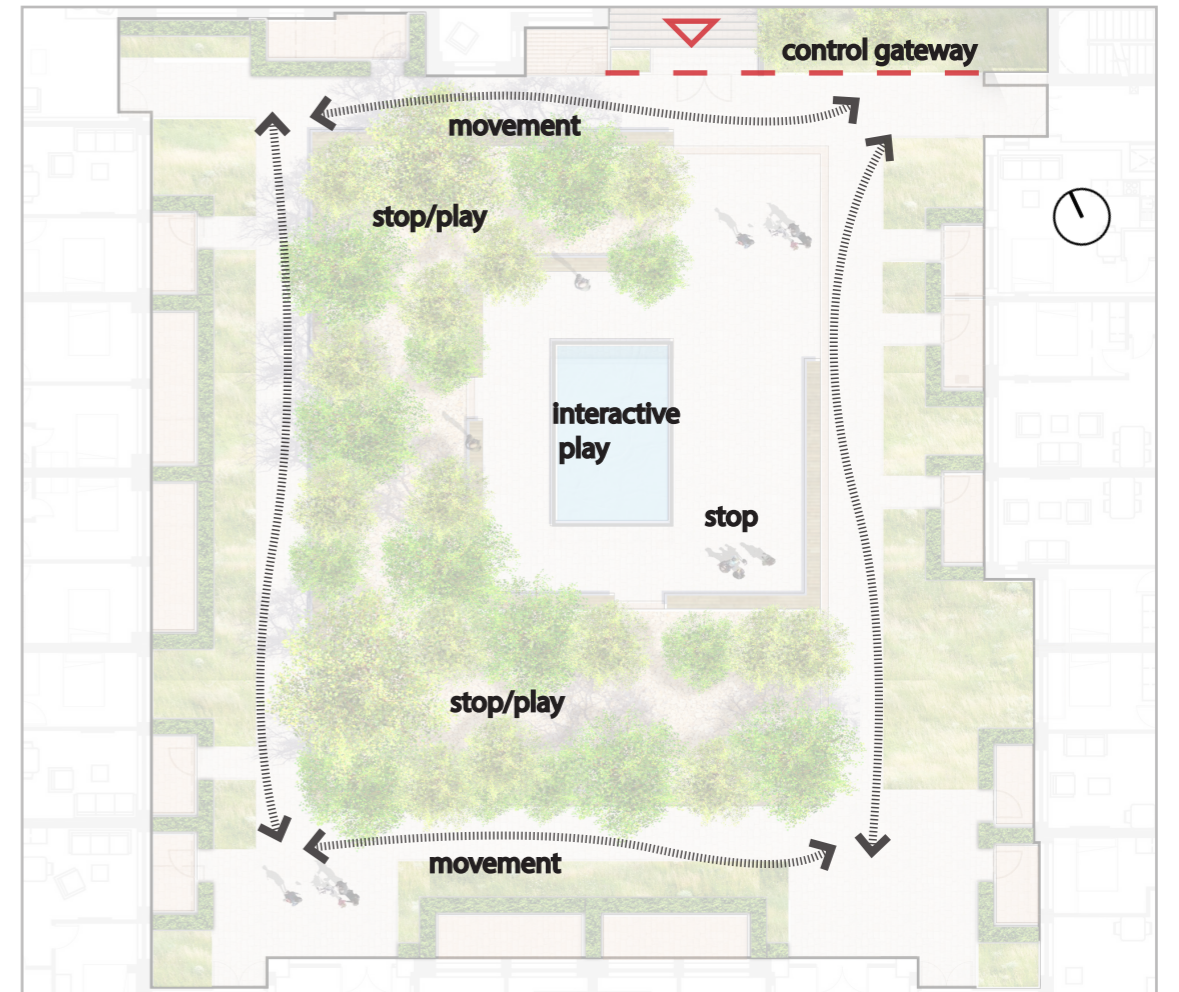 control gateway
movement
stop/play
interactive
play
stop
stop/play
movement